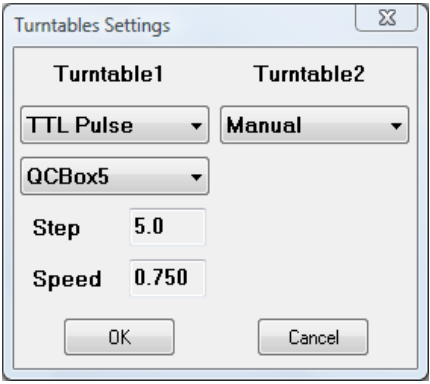 Turntables Settings
Turntable1 Turntable2
TTL Pulse Manual
QCBox5
Step 5.0
Speed 0.750
OK Cancel